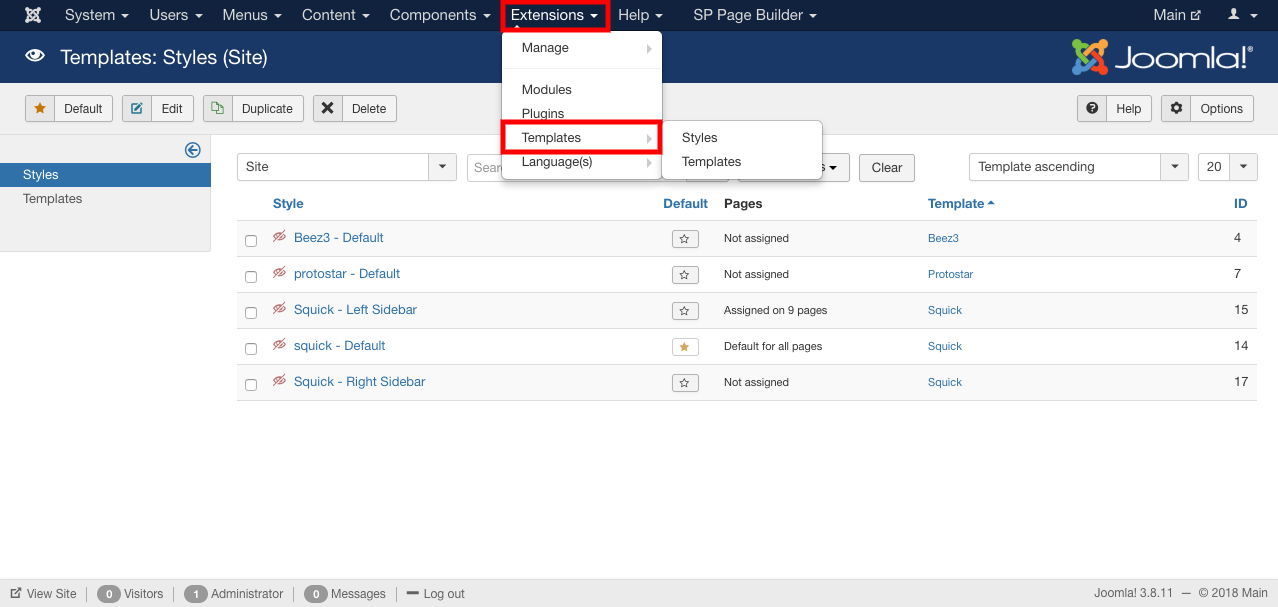 System Users Menus Content Components Extensions Help SP Page Builder Main
Templates: Styles (Site) Joomla!®
Manage
Modules
Plugins
Templates
Language(s)
Styles
Templates
Default Edit Duplicate Delete Help Options
Styles
Templates
Site Clear Template ascending 20
Style Default Pages Template ID
Beez3 - Default Not assigned Beez3 4
protostar - Default Not assigned Protostar 7
Squick - Left Sidebar Assigned on 9 pages Squick 15
squick - Default Default for all pages Squick 14
Squick - Right Sidebar Not assigned Squick 17
View Site 0 Visitors 1 Administrator 0 Messages Log out Joomla! 3.8.11 — © 2018 Main